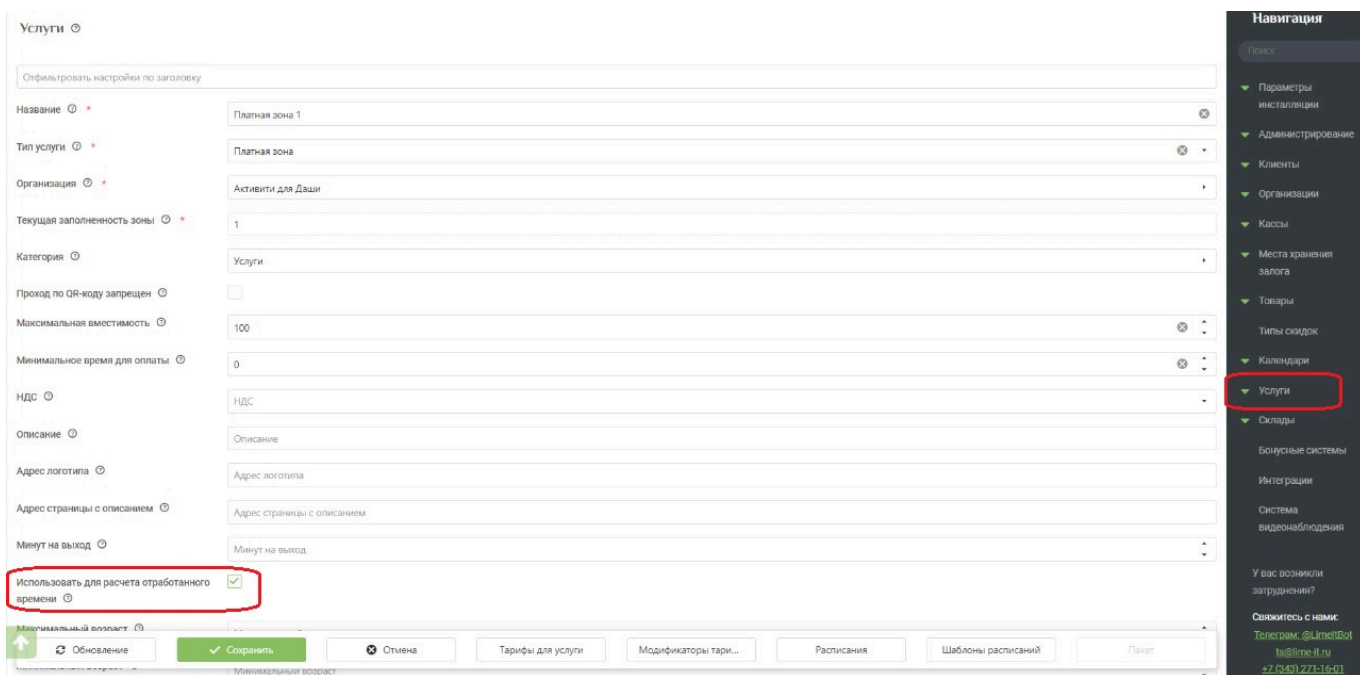 Услуги
Отфильтровать настройки по заголовку
Название *
Платная зона 1
Тип услуги *
Платная зона
Организация *
Активити для Даши
Текущая заполненность зоны *
1
Категория
Услуги
Проход по QR-коду запрещен
Максимальная вместимость
100
Минимальное время для оплаты
0
НДС
НДС
Описание
Описание
Адрес логотипа
Адрес логотипа
Адрес страницы с описанием
Адрес страницы с описанием
Минут на выход
Минут на выход
Использовать для расчета отработанного
времени
Максимальный возраст
Обновление
Сохранить
Отмена
Тарифы для услуги
Модификаторы тари...
Расписания
Шаблоны расписаний
Пакет
Минимальный возраст
Навигация
Поиск...
Параметры
инсталляции
Администрирование
Клиенты
Организации
Кассы
Места хранения
залога
Товары
Типы скидок
Календари
Услуги
Склады
Бонусные системы
Интеграции
Система
видеонаблюдения
У вас возникли
затруднения?
Свяжитесь с нами:
Телеграм: @LimeItBot
ts@lime-it.ru
+7 (343) 271-16-01